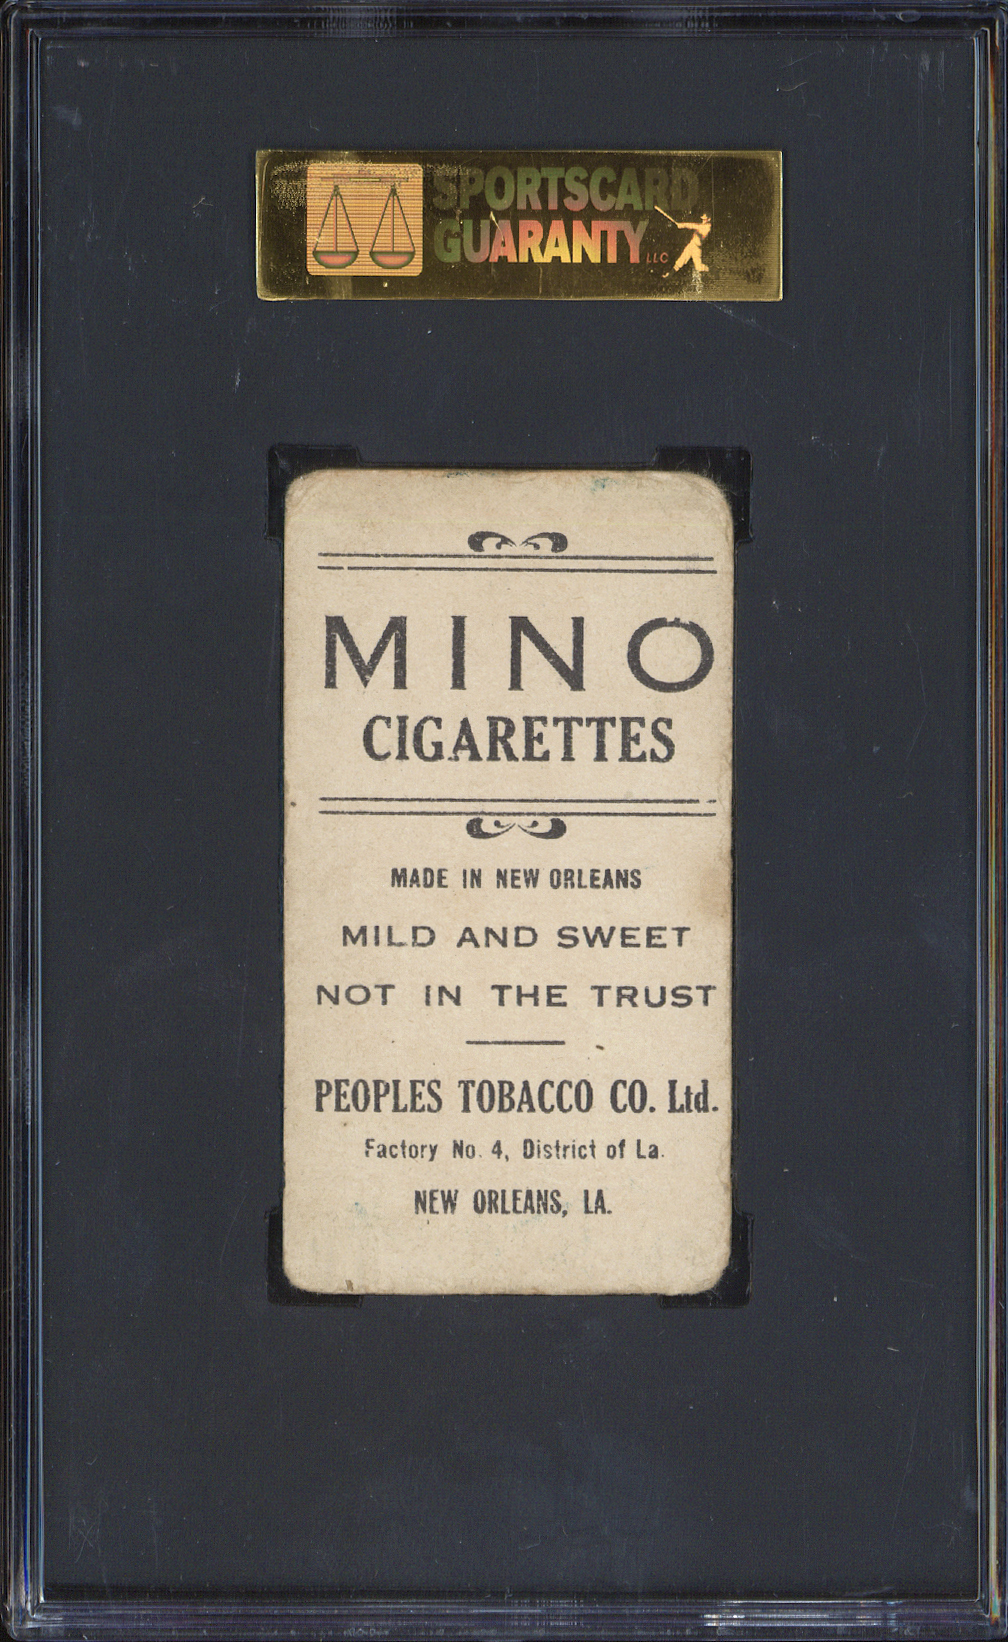 SPORTSCARD
GUARANTY LLC
MINO
CIGARETTES
MADE IN NEW ORLEANS
MILD AND SWEET
NOT IN THE TRUST
PEOPLES TOBACCO CO. Ltd.
Factory No. 4, District of La.
NEW ORLEANS, LA.